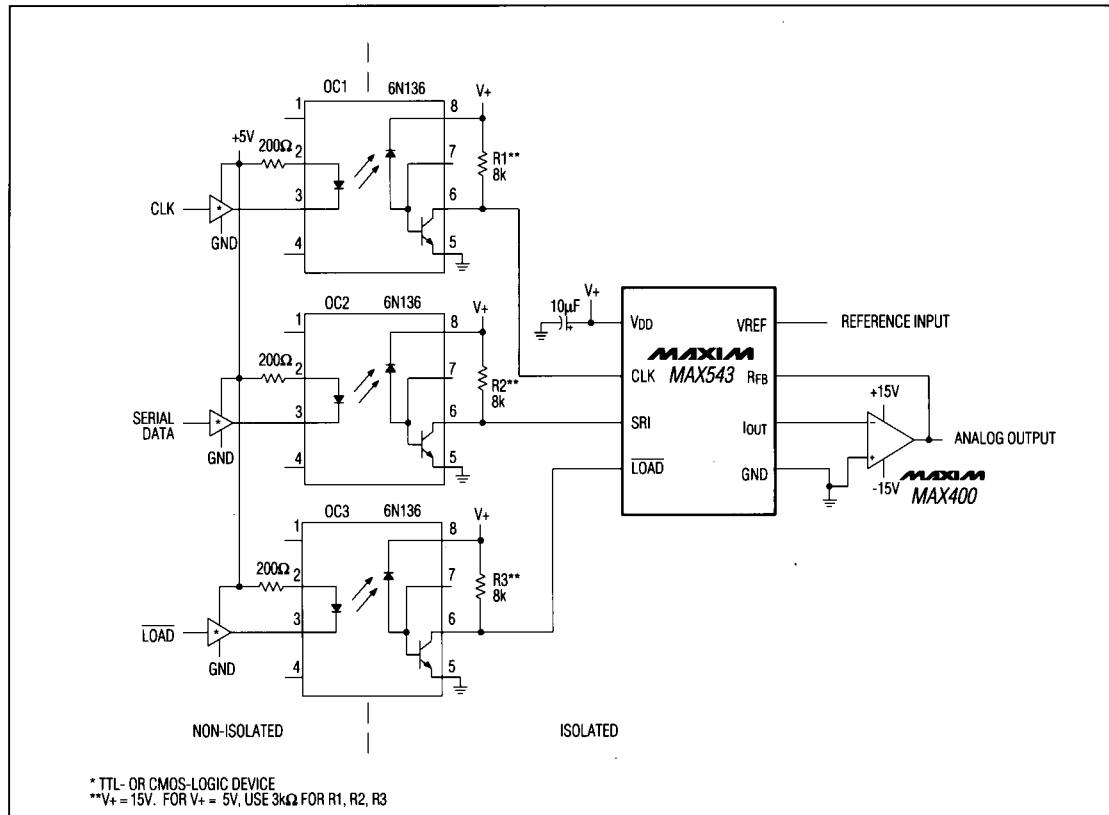 OC1 6N136
1
2
3
4
8
7
6
5
+5V
200Ω
CLK
*
GND
V+
R1**
8k
OC2 6N136
1
2
3
4
8
7
6
5
200Ω
SERIAL
DATA
*
GND
V+
R2**
8k
OC3 6N136
1
2
3
4
8
7
6
5
200Ω
LOAD
*
GND
V+
R3**
8k
10µF
V+
+
VDD
VREF
REFERENCE INPUT
MAXIM
MAX543
CLK
RFB
SRI
IOUT
LOAD
GND
+15V
-
+
-15V
ANALOG OUTPUT
MAXIM
MAX400
NON-ISOLATED
ISOLATED
* TTL- OR CMOS-LOGIC DEVICE
**V+ = 15V. FOR V+ = 5V, USE 3kΩ FOR R1, R2, R3